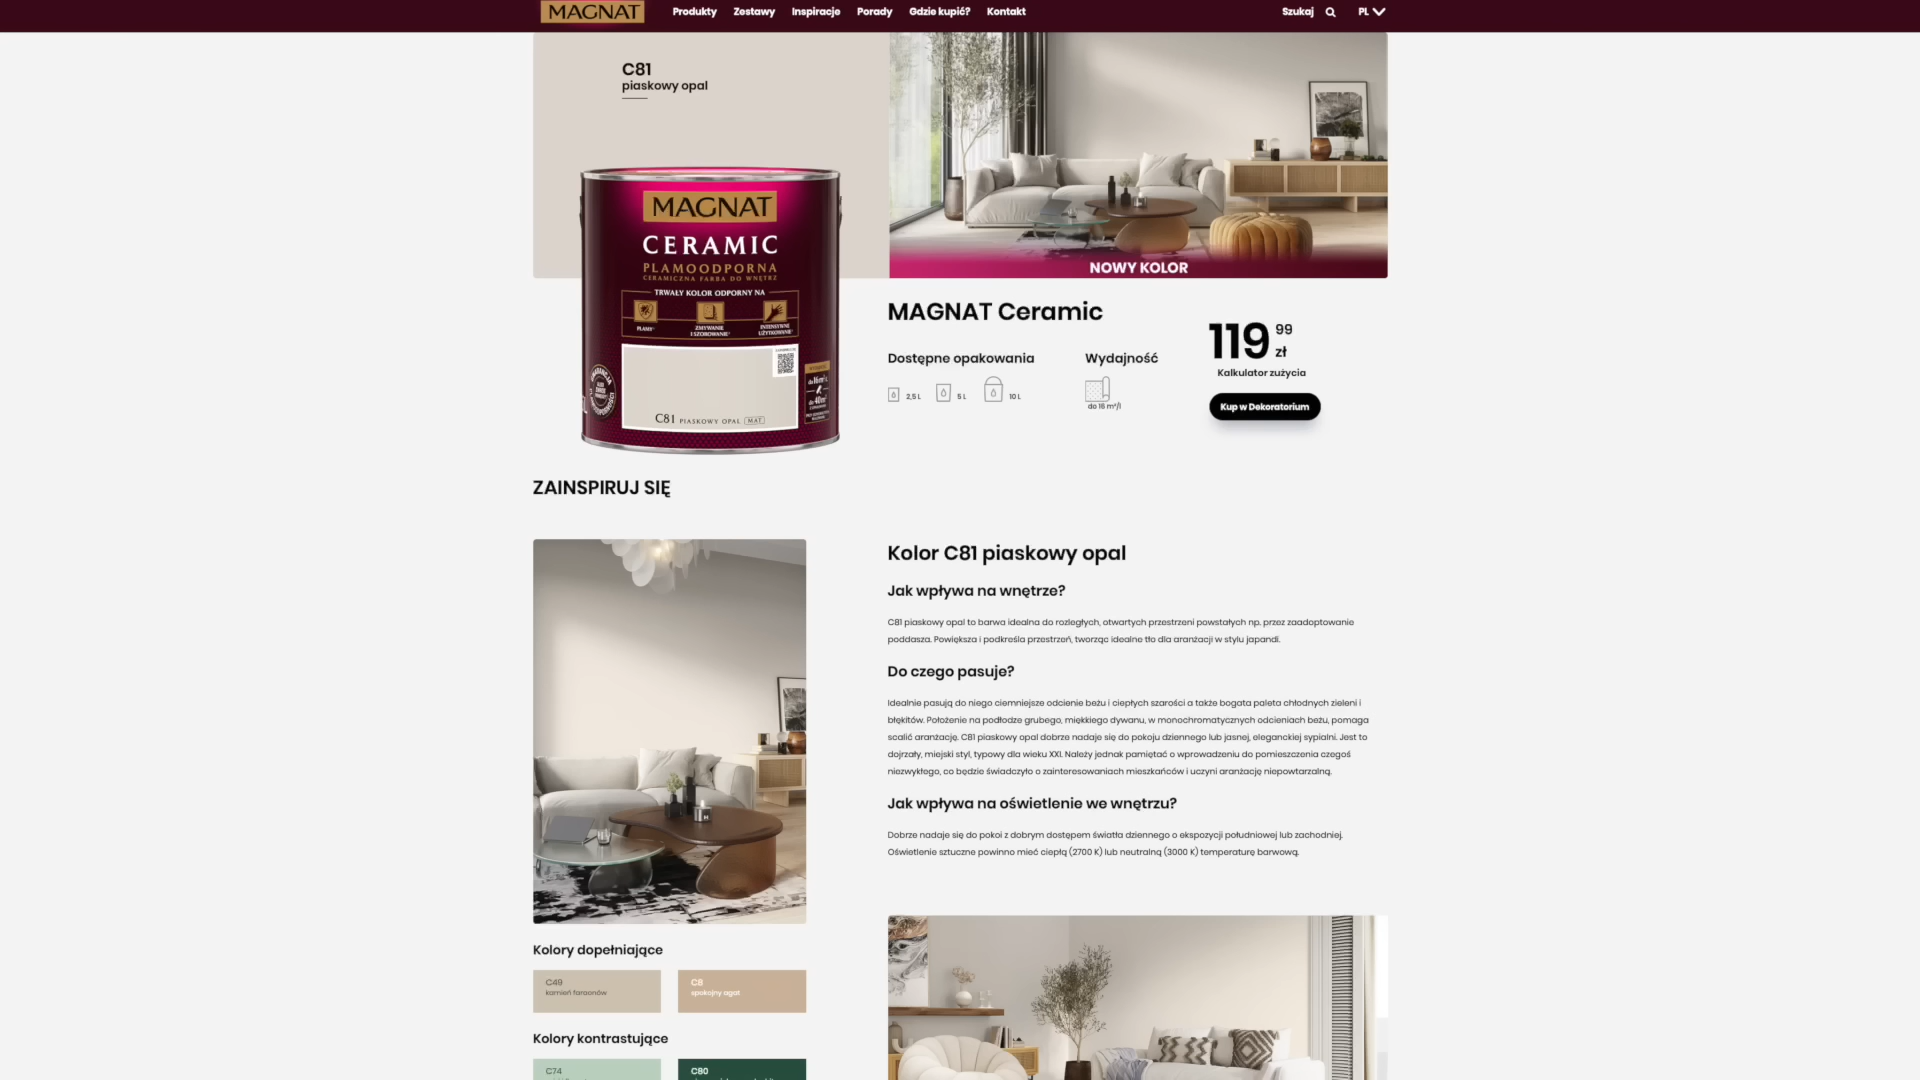 MAGNAT
Produkty Zestawy Inspiracje Porady Gdzie kupić? Kontakt
Szukaj PL
C81
piaskowy opal
NOWY KOLOR
MAGNAT
CERAMIC
PLAMOODPORNA
CERAMICZNA FARBA DO WNĘTRZ
TRWAŁY KOLOR ODPORNY NA
PLAMY
ZMYWANIE
I SZOROWANIE
INTENSYWNE
UŻYTKOWANIE
C81 PIASKOWY OPAL MAT
MAGNAT Ceramic
Dostępne opakowania
2,5 L 5 L 10 L
Wydajność
do 16 m²/l
119 99 zł
Kalkulator zużycia
Kup w Dekoratorium
ZAINSPIRUJ SIĘ
Kolor C81 piaskowy opal
Jak wpływa na wnętrze?
C81 piaskowy opal to barwa idealna do rozległych, otwartych przestrzeni powstałych np. przez zaadoptowanie
poddasza. Powiększa i podkreśla przestrzeń, tworząc idealne tło dla aranżacji w stylu japandi.
Do czego pasuje?
Idealnie pasują do niego ciemniejsze odcienie beżu i ciepłych szarości a także bogata paleta chłodnych zieleni i
błękitów. Położenie na podłodze grubego, miękkiego dywanu, w monochromatycznych odcieniach beżu, pomaga
scalić aranżację. C81 piaskowy opal dobrze nadaje się do pokoju dziennego lub jasnej, eleganckiej sypialni. Jest to
dojrzały, miejski styl, typowy dla wieku XXI. Należy jednak pamiętać o wprowadzeniu do pomieszczenia czegoś
niezwykłego, co będzie świadczyło o zainteresowaniach mieszkańców i uczyni aranżację niepowtarzalną.
Jak wpływa na oświetlenie we wnętrzu?
Dobrze nadaje się do pokoi z dobrym dostępem światła dziennego o ekspozycji południowej lub zachodniej.
Oświetlenie sztuczne powinno mieć ciepłą (2700 K) lub neutralną (3000 K) temperaturę barwową.
Kolory dopełniające
C49
kamień faraonów
C8
spokojny agat
Kolory kontrastujące
C74
C80